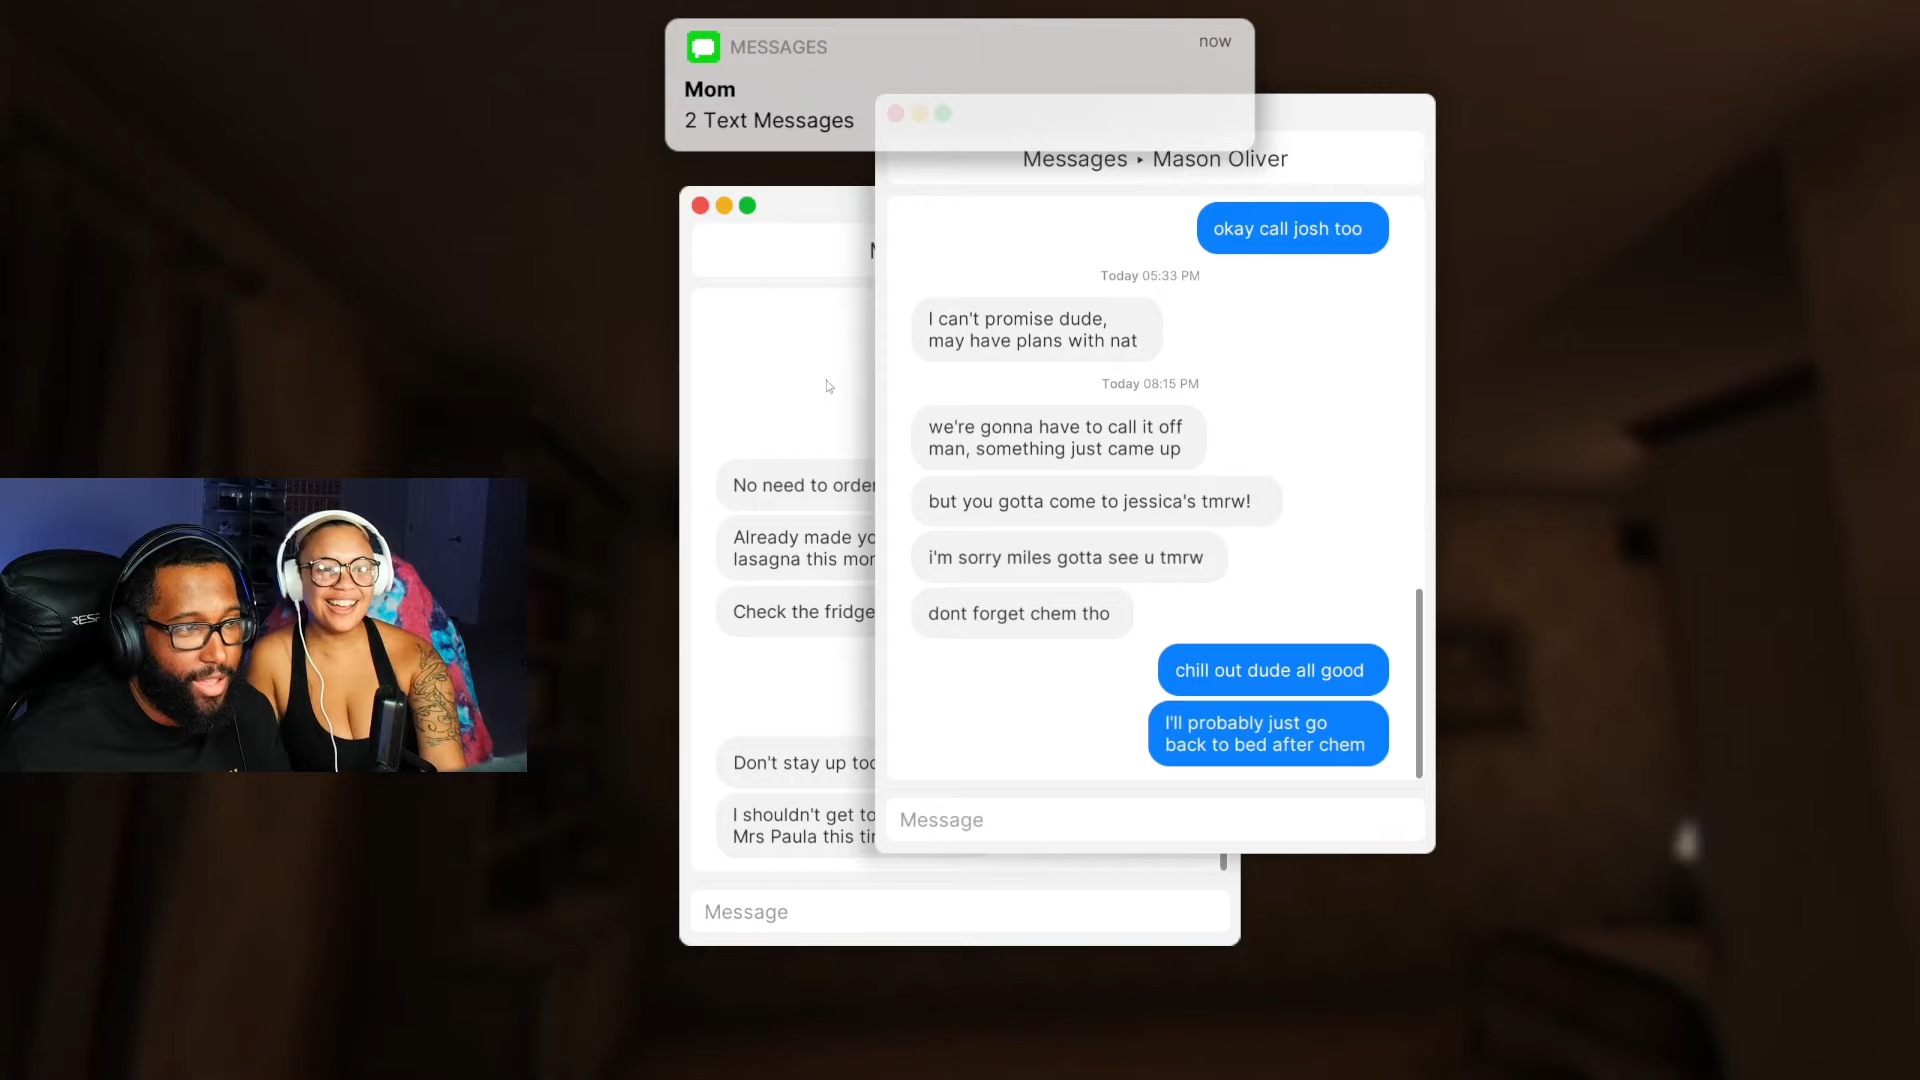 MESSAGES
now
Mom
2 Text Messages
Messages ‣ Mason Oliver
okay call josh too
Today 05:33 PM
I can't promise dude,
may have plans with nat
Today 08:15 PM
we're gonna have to call it off
man, something just came up
but you gotta come to jessica's tmrw!
i'm sorry miles gotta see u tmrw
dont forget chem tho
chill out dude all good
I'll probably just go
back to bed after chem
Message
No need to order
Already made yo
lasagna this mor
Check the fridge
Don't stay up too
I shouldn't get to
Mrs Paula this ti
Message